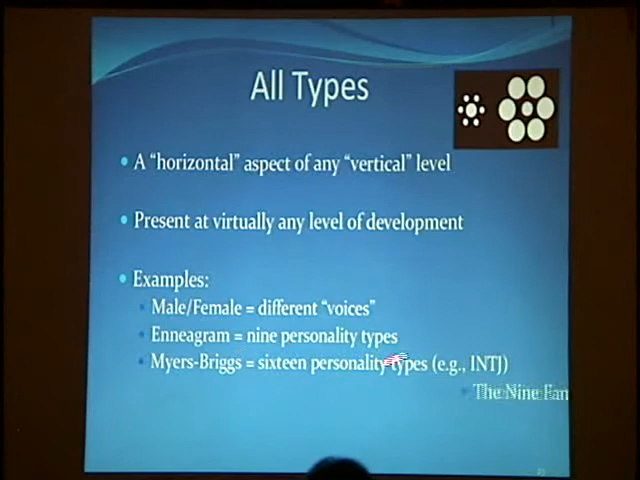 All Types
• A “horizontal” aspect of any “vertical” level
• Present at virtually any level of development
• Examples:
• Male/Female = different “voices”
• Enneagram = nine personality types
• Myers-Briggs = sixteen personality types (e.g., INTJ)
• The Nine Fan